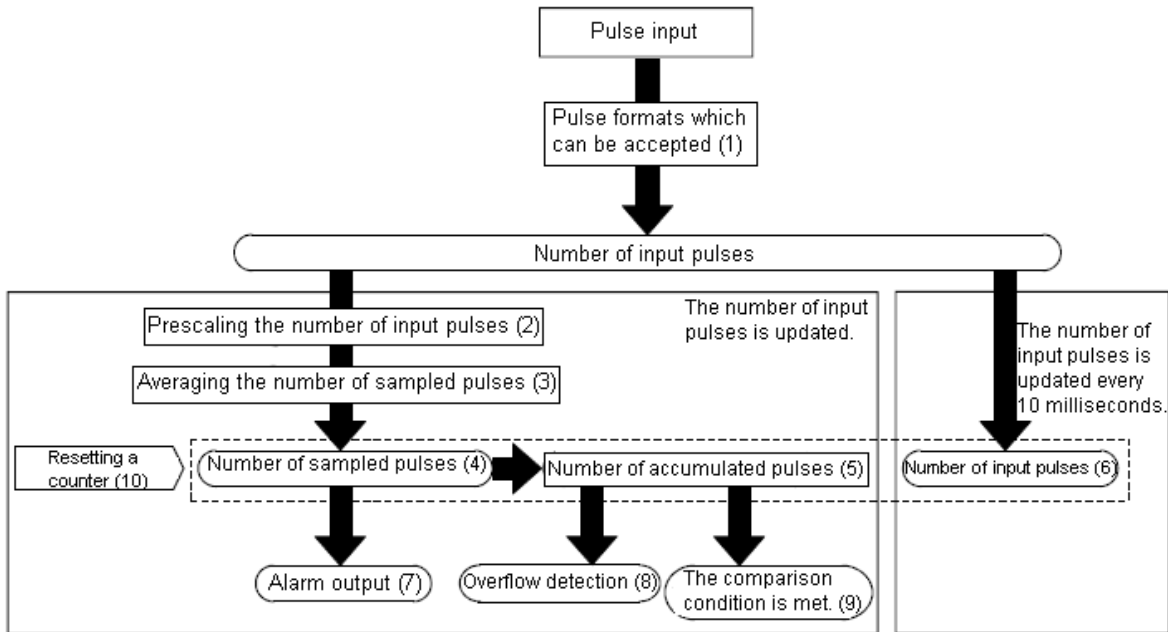 Pulse input
Pulse formats which
can be accepted (1)
Number of input pulses
Prescaling the number of input pulses (2)
The number of input
pulses is updated.
Averaging the number of sampled pulses (3)
The number of
input pulses is
updated every
10 milliseconds.
Resetting a
counter (10)
Number of sampled pulses (4)
Number of accumulated pulses (5)
Number of input pulses (6)
Alarm output (7)
Overflow detection (8)
The comparison
condition is met. (9)